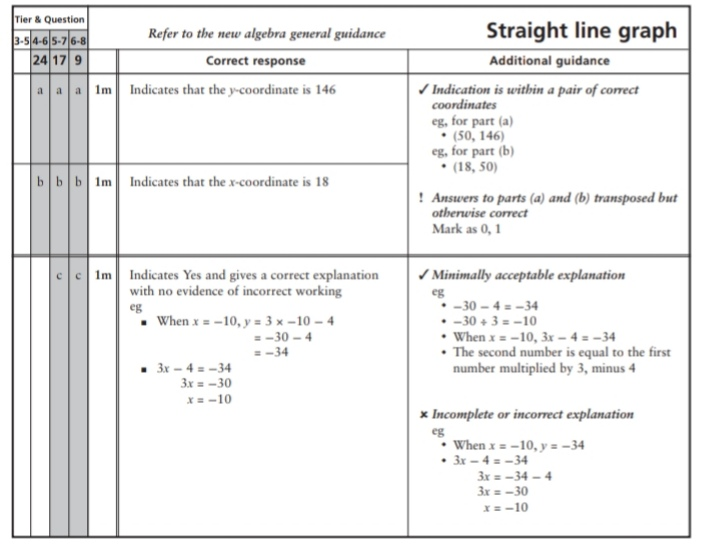 Tier & Question
3-5 4-6 5-7 6-8
Refer to the new algebra general guidance
Straight line graph
24 17 9
Correct response
Additional guidance
a a a 1m Indicates that the y-coordinate is 146
✓ Indication is within a pair of correct
coordinates
eg, for part (a)
• (50, 146)
eg, for part (b)
• (18, 50)
b b b 1m Indicates that the x-coordinate is 18
! Answers to parts (a) and (b) transposed but
otherwise correct
Mark as 0, 1
c c 1m Indicates Yes and gives a correct explanation
with no evidence of incorrect working
eg
■ When x = −10, y = 3 × −10 − 4
= −30 − 4
= −34
■ 3x − 4 = −34
3x = −30
x = −10
✓ Minimally acceptable explanation
eg
• −30 − 4 = −34
• −30 ÷ 3 = −10
• When x = −10, 3x − 4 = −34
• The second number is equal to the first
number multiplied by 3, minus 4
× Incomplete or incorrect explanation
eg
• When x = −10, y = −34
• 3x − 4 = −34
3x = −34 − 4
3x = −30
x = −10